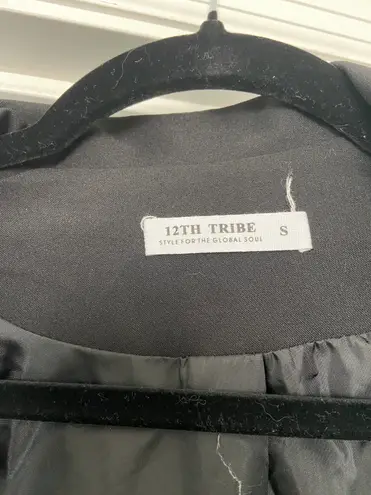 12TH TRIBE S
STYLE FOR THE GLOBAL SOUL